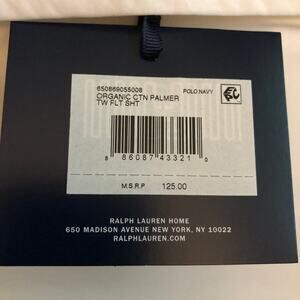 650869055008
POLO NAVY
ORGANIC CTN PALMER
TW FLT SHT
8 86087 43321 0
M.S.R.P 125.00
RALPH LAUREN HOME
650 MADISON AVENUE NEW YORK, NY 10022
RALPHLAUREN.COM